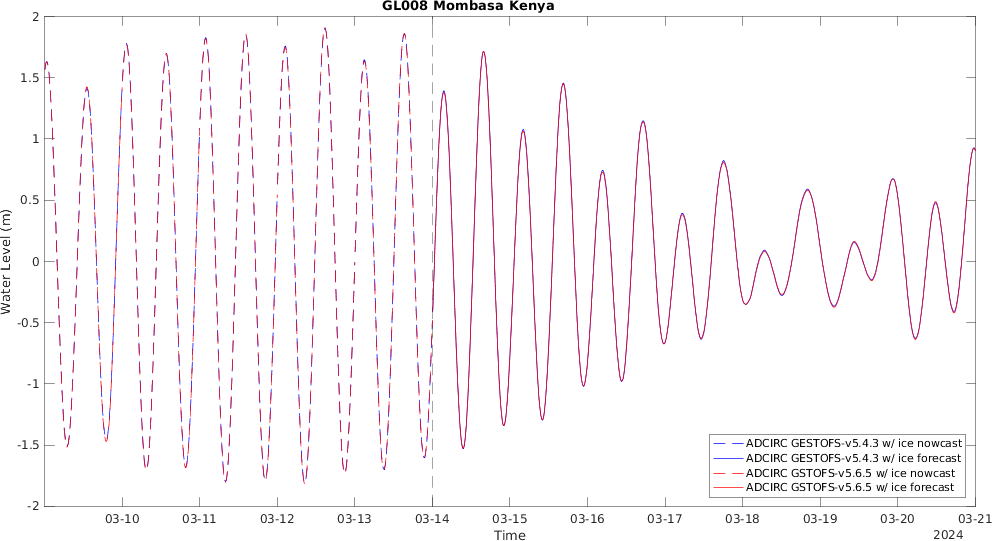 GL008 Mombasa Kenya
2
1.5
1
0.5
0
-0.5
-1
-1.5
-2
Water Level (m)
ADCIRC GESTOFS-v5.4.3 w/ ice nowcast
ADCIRC GESTOFS-v5.4.3 w/ ice forecast
ADCIRC GSTOFS-v5.6.5 w/ ice nowcast
ADCIRC GSTOFS-v5.6.5 w/ ice forecast
03-10 03-11 03-12 03-13 03-14 03-15 03-16 03-17 03-18 03-19 03-20 03-21
Time
2024